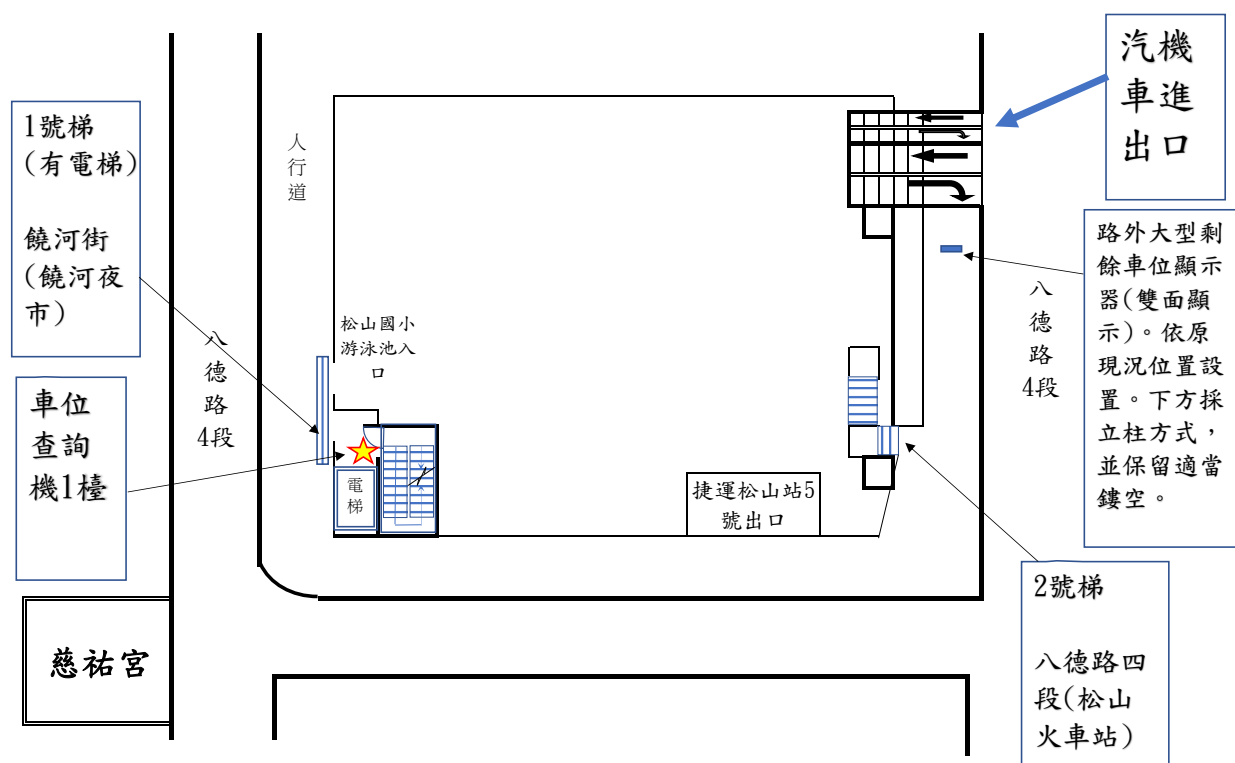 汽機
車進
出口
1號梯
(有電梯)
饒河街
(饒河夜
市)
人
行
道
路外大型剩
餘車位顯示
器(雙面顯
示)。依原
現況位置設
置。下方採
立柱方式，
並保留適當
鏤空。
八
德
路
4段
松山國小
游泳池入
口
八
德
路
4段
車位
查詢
機1檯
電
梯
捷運松山站5
號出口
2號梯
八德路四
段(松山
火車站)
慈祐宮